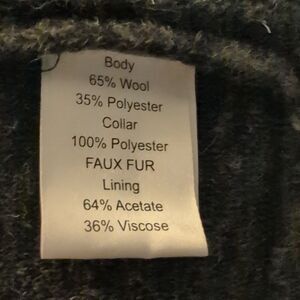 Body
65% Wool
35% Polyester
Collar
100% Polyester
FAUX FUR
Lining
64% Acetate
36% Viscose